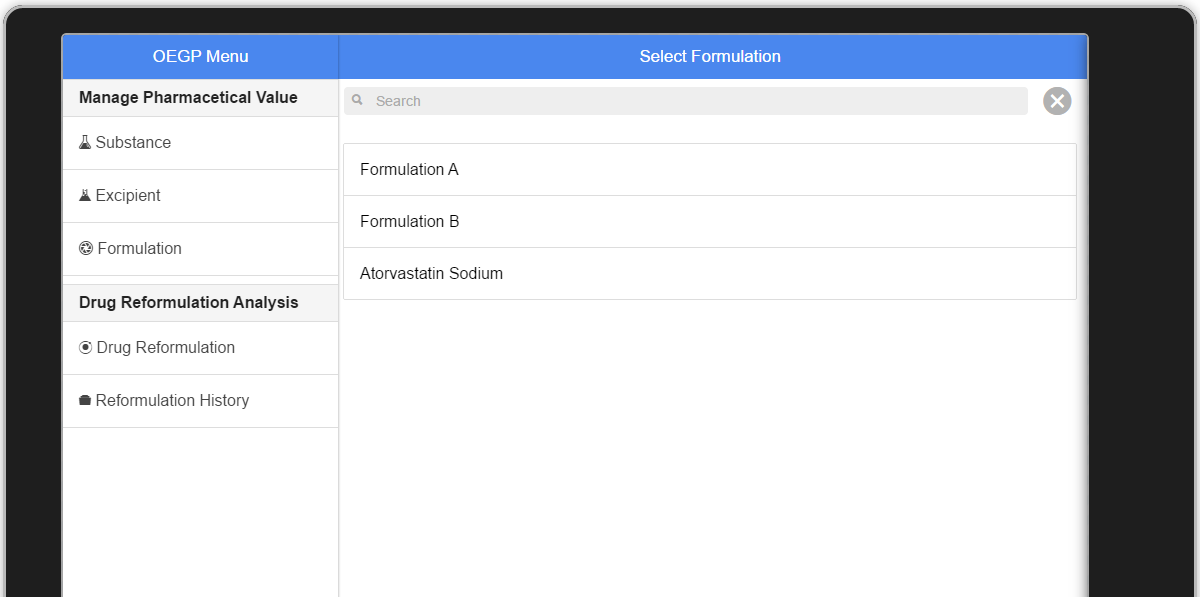 OEGP Menu
Select Formulation
Manage Pharmacetical Value
Substance
Excipient
Formulation
Drug Reformulation Analysis
Drug Reformulation
Reformulation History
Search
Formulation A
Formulation B
Atorvastatin Sodium